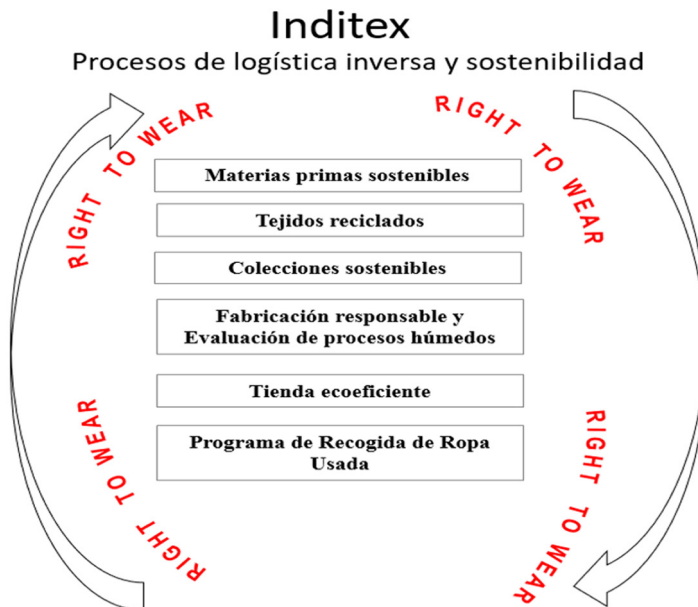 Inditex
Procesos de logística inversa y sostenibilidad
RIGHT TO WEAR
RIGHT TO WEAR
Materias primas sostenibles
Tejidos reciclados
Colecciones sostenibles
Fabricación responsable y
Evaluación de procesos húmedos
Tienda ecoeficiente
Programa de Recogida de Ropa
Usada
RIGHT TO WEAR
RIGHT TO WEAR